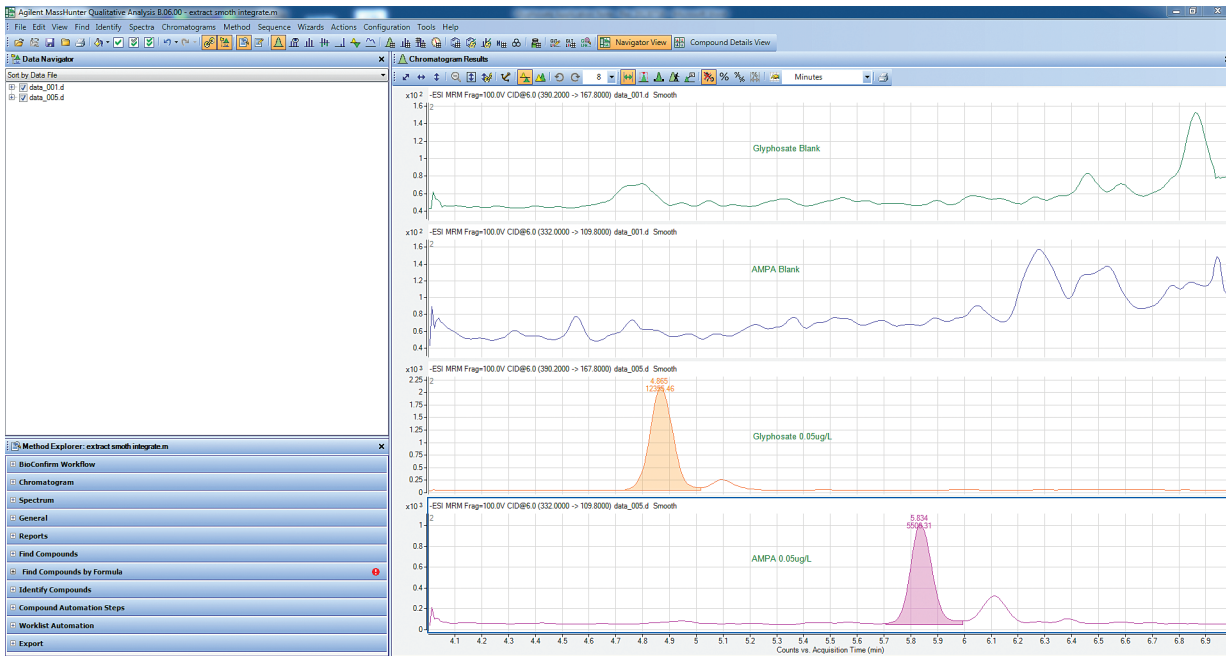 Agilent MassHunter Qualitative Analysis B.06.00 - extract smoth integrate.m
File Edit View Find Identify Spectra Chromatograms Method Sequence Wizards Actions Configuration Tools Help
Navigator View Compound Details View
Data Navigator
Sort by Data File
data_001.d
data_005.d
Method Explorer: extract smoth integrate.m
BioConfirm Workflow
Chromatogram
Spectrum
General
Reports
Find Compounds
Find Compounds by Formula
Identify Compounds
Compound Automation Steps
Worklist Automation
Export
Chromatogram Results
8 Minutes
x10 2 -ESI MRM Frag=100.0V CID@6.0 (390.2000 -> 167.8000) data_001.d Smooth
1.6 2
1.4
1.2
1
0.8
0.6
0.4
Glyphosate Blank
x10 2 -ESI MRM Frag=100.0V CID@6.0 (332.0000 -> 109.8000) data_001.d Smooth
1.6 2
1.4
1.2
1
0.8
0.6
0.4
AMPA Blank
x10 3 -ESI MRM Frag=100.0V CID@6.0 (390.2000 -> 167.8000) data_005.d Smooth
2.25 2
2
1.75
1.5
1.25
1
0.75
0.5
0.25
0
4.865
Glyphosate 0.05ug/L
x10 3 -ESI MRM Frag=100.0V CID@6.0 (332.0000 -> 109.8000) data_005.d Smooth
2
1
0.8
0.6
0.4
0.2
0
5.834
AMPA 0.05ug/L
4.1 4.2 4.3 4.4 4.5 4.6 4.7 4.8 4.9 5 5.1 5.2 5.3 5.4 5.5 5.6 5.7 5.8 5.9 6 6.1 6.2 6.3 6.4 6.5 6.6 6.7 6.8 6.9
Counts vs. Acquisition Time (min)